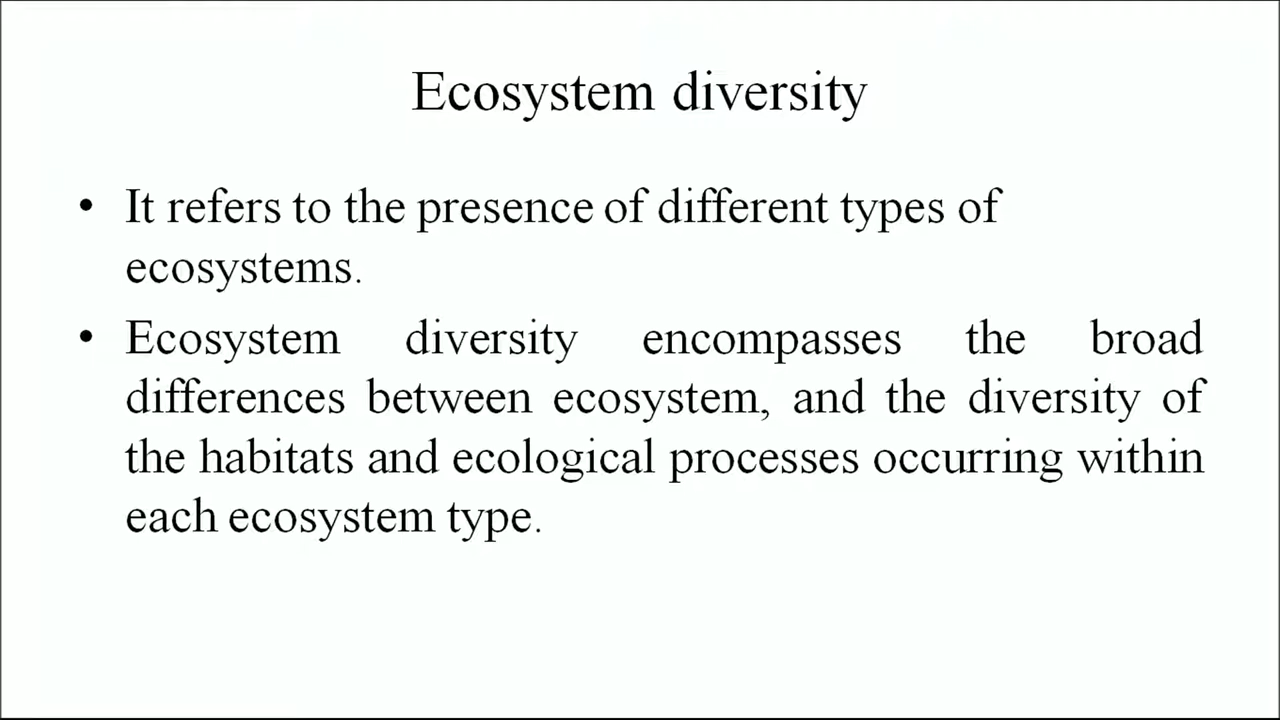 Ecosystem diversity
• It refers to the presence of different types of
ecosystems.
• Ecosystem diversity encompasses the broad
differences between ecosystem, and the diversity of
the habitats and ecological processes occurring within
each ecosystem type.